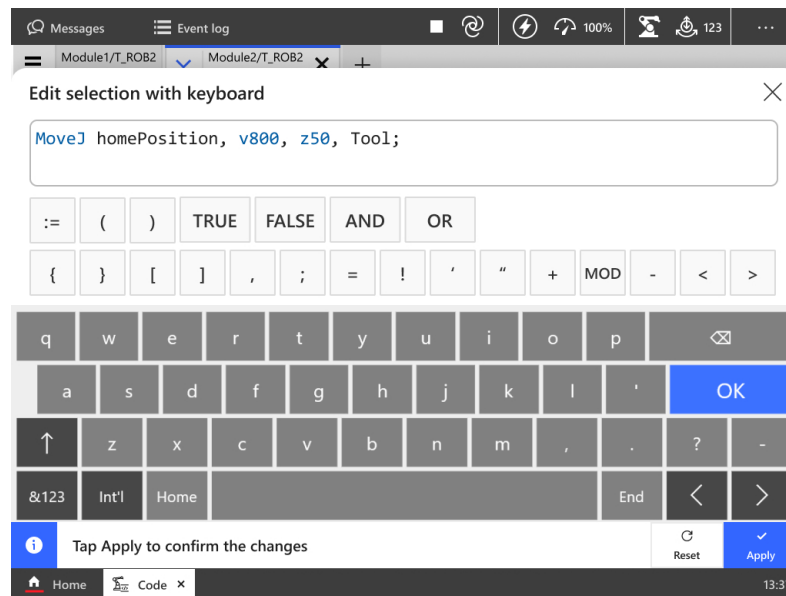 Messages Event log 100% 123 ...
Module1/T_ROB2 Module2/T_ROB2
Edit selection with keyboard
MoveJ homePosition, v800, z50, Tool;
:= ( ) TRUE FALSE AND OR
{ } [ ] , ; = ! ‘ “ + MOD - < >
q w e r t y u i o p
a s d f g h j k l ' OK
z x c v b n m , . ? -
&123 Int'l Home End
Tap Apply to confirm the changes
Reset Apply
Home Code 13:3